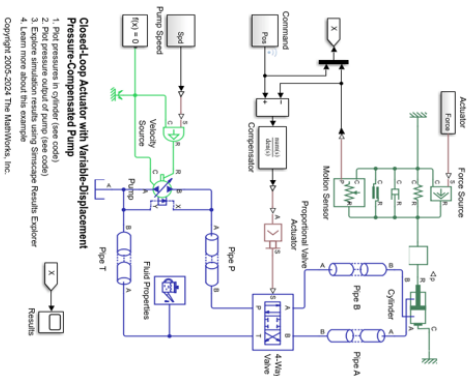 Closed-Loop Actuator with Variable-Displacement
Pressure-Compensated Pump
1. Plot pressures in cylinder (see code)
2. Plot pressure output of pump (see code)
3. Explore simulation results using Simscape Results Explorer
4. Learn more about this example
Copyright 2005-2024 The MathWorks, Inc.
Actuator
Force
Force Source
Motion Sensor
Command
Pos
X
Compensator
num(s)
den(s)
Proportional Valve
Actuator
Cylinder
Pipe B
Pipe A
4-Way
Valve
Pump Speed
Spd
f(x) = 0
Velocity
Source
Pump
Pipe P
Pipe T
Fluid Properties
X
Results